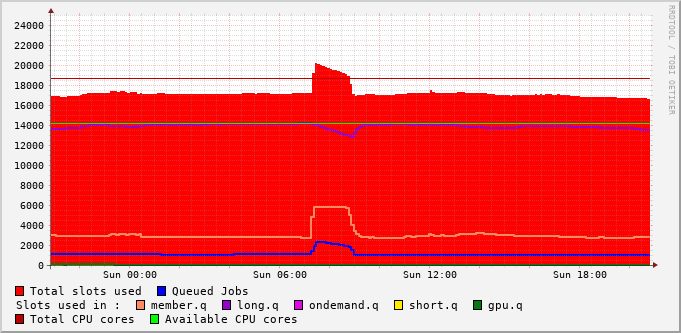 RRDTOOL / TOBI OETIKER
24000
22000
20000
18000
16000
14000
12000
10000
8000
6000
4000
2000
0
Sun 00:00 Sun 06:00 Sun 12:00 Sun 18:00
Total slots used Queued Jobs
Slots used in : member.q long.q ondemand.q short.q gpu.q
Total CPU cores Available CPU cores